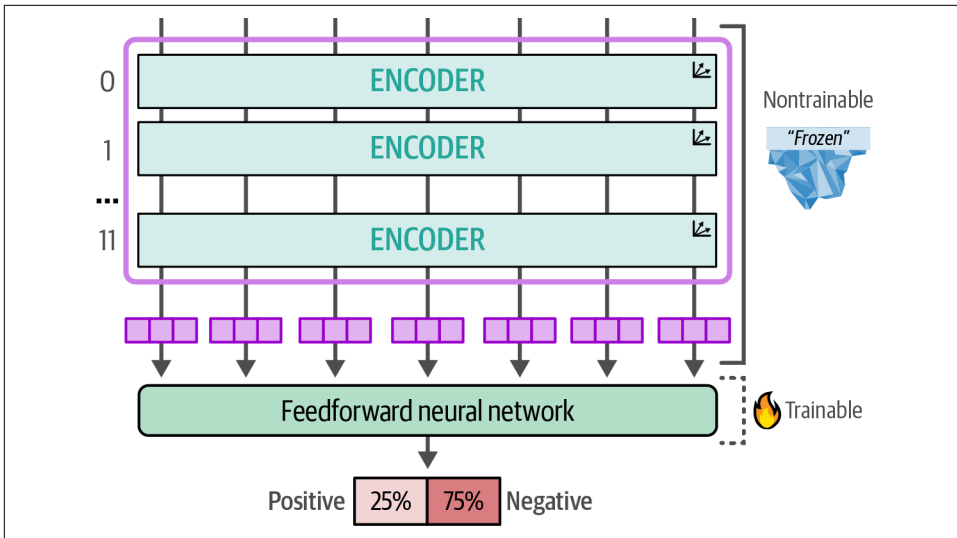 0 ENCODER
Nontrainable
"Frozen"
1 ENCODER
...
11 ENCODER
Feedforward neural network
Trainable
Positive 25% 75% Negative